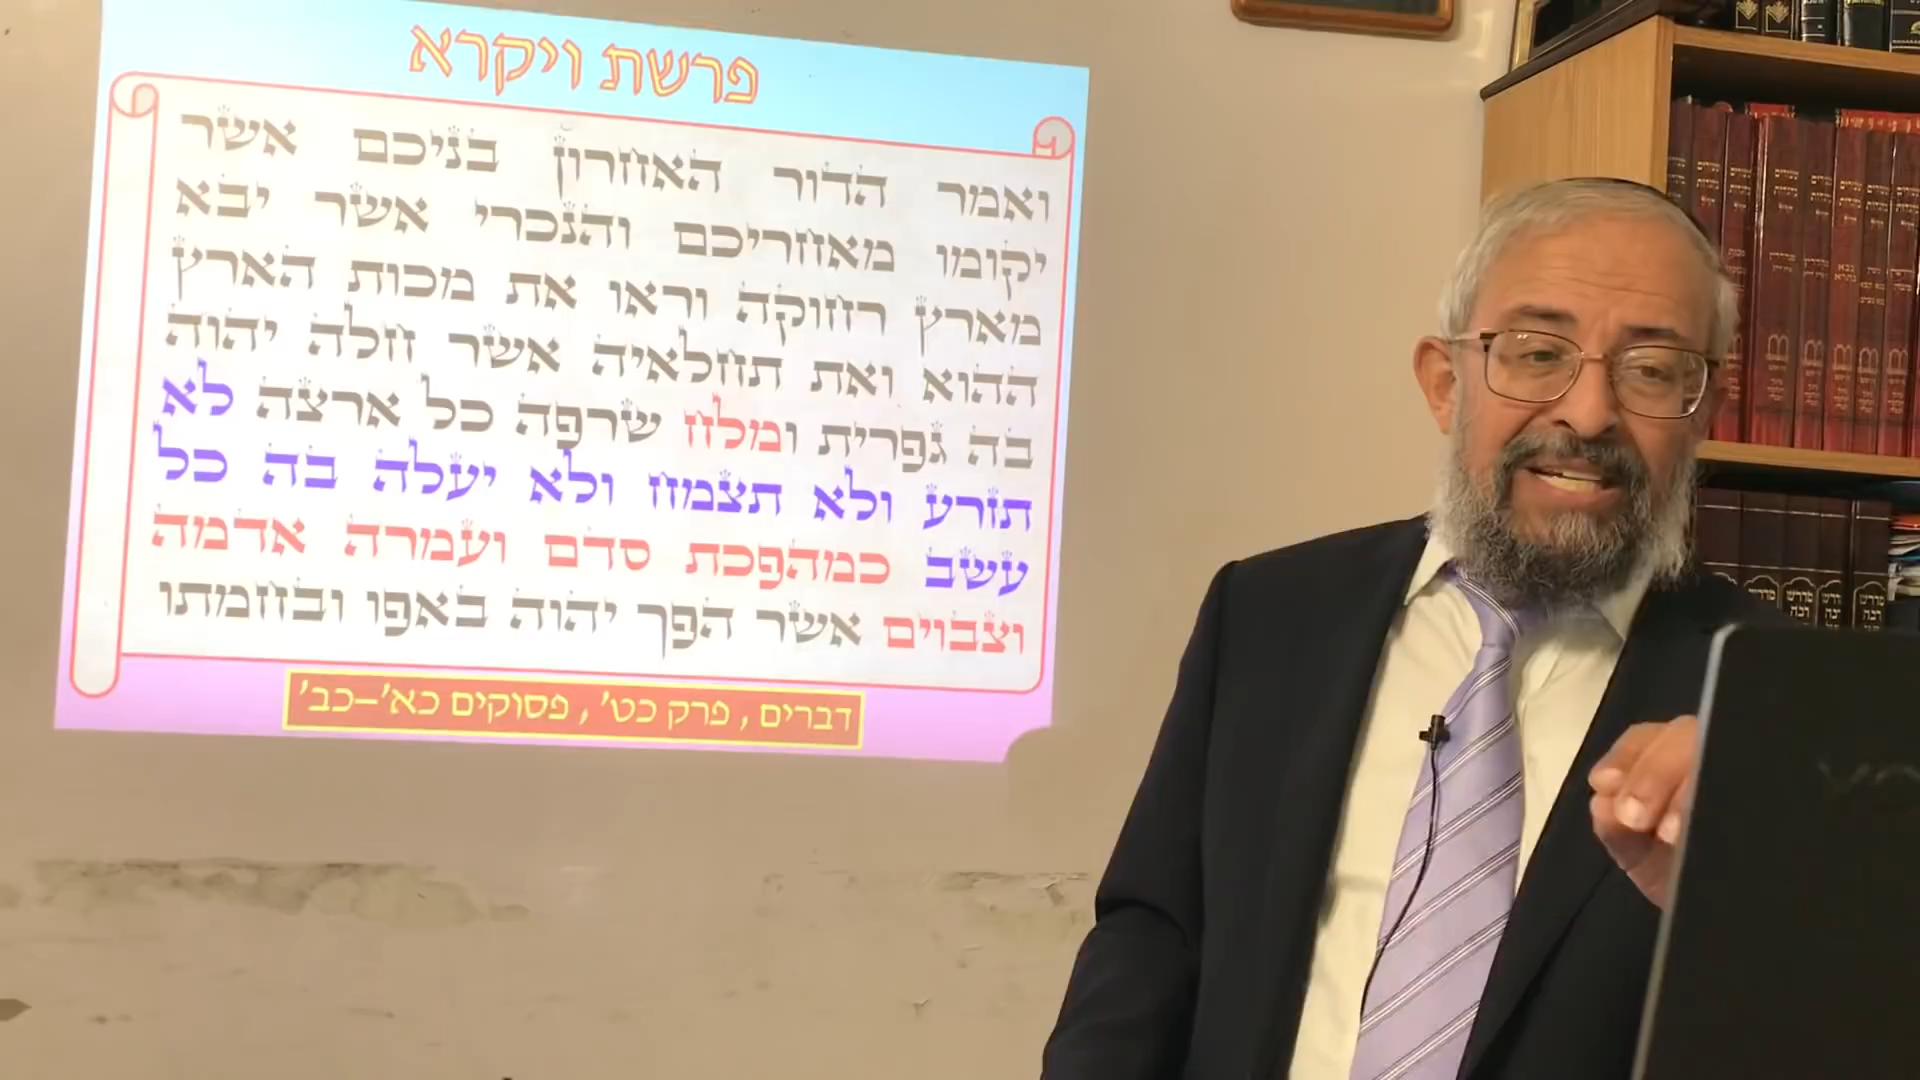 פרשת ויקרא
ואמר הדור האחרון בניכם אשר
יקומו מאחריכם והנכרי אשר יבא
מארץ רחוקה וראו את מכות הארץ
ההוא ואת תחלאיה אשר חלה יהוה
בה גפרית ומלח שרפה כל ארצה לא
תזרע ולא תצמח ולא יעלה בה כל
עשב כמהפכת סדם ועמרה אדמה
וצבוים אשר הפך יהוה באפו ובחמתו
דברים, פרק כט', פסוקים כא'–כב'